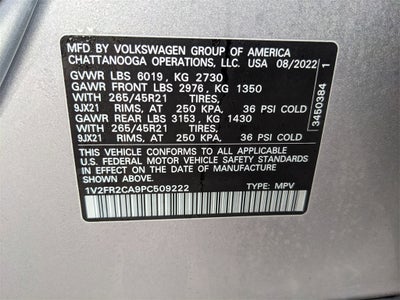 MFD BY VOLKSWAGEN GROUP OF AMERICA
CHATTANOOGA OPERATIONS, LLC. USA 08/2022
GVWR LBS 6019, KG 2730
GAWR FRONT LBS 2976, KG 1350
WITH 265/45R21 TIRES,
9JX21 RIMS, AT 250 KPA, 36 PSI COLD
GAWR REAR LBS 3153, KG 1430
WITH 265/45R21 TIRES,
9JX21 RIMS, AT 250 KPA, 36 PSI COLD
THIS VEHICLE CONFORMS TO ALL APPLICABLE
U.S. FEDERAL MOTOR VEHICLE SAFETY STANDARDS
IN EFFECT ON THE DATE OF MANUFACTURE
SHOWN ABOVE.
1V2FR2CA9PC509222 TYPE: MPV
3450384 1